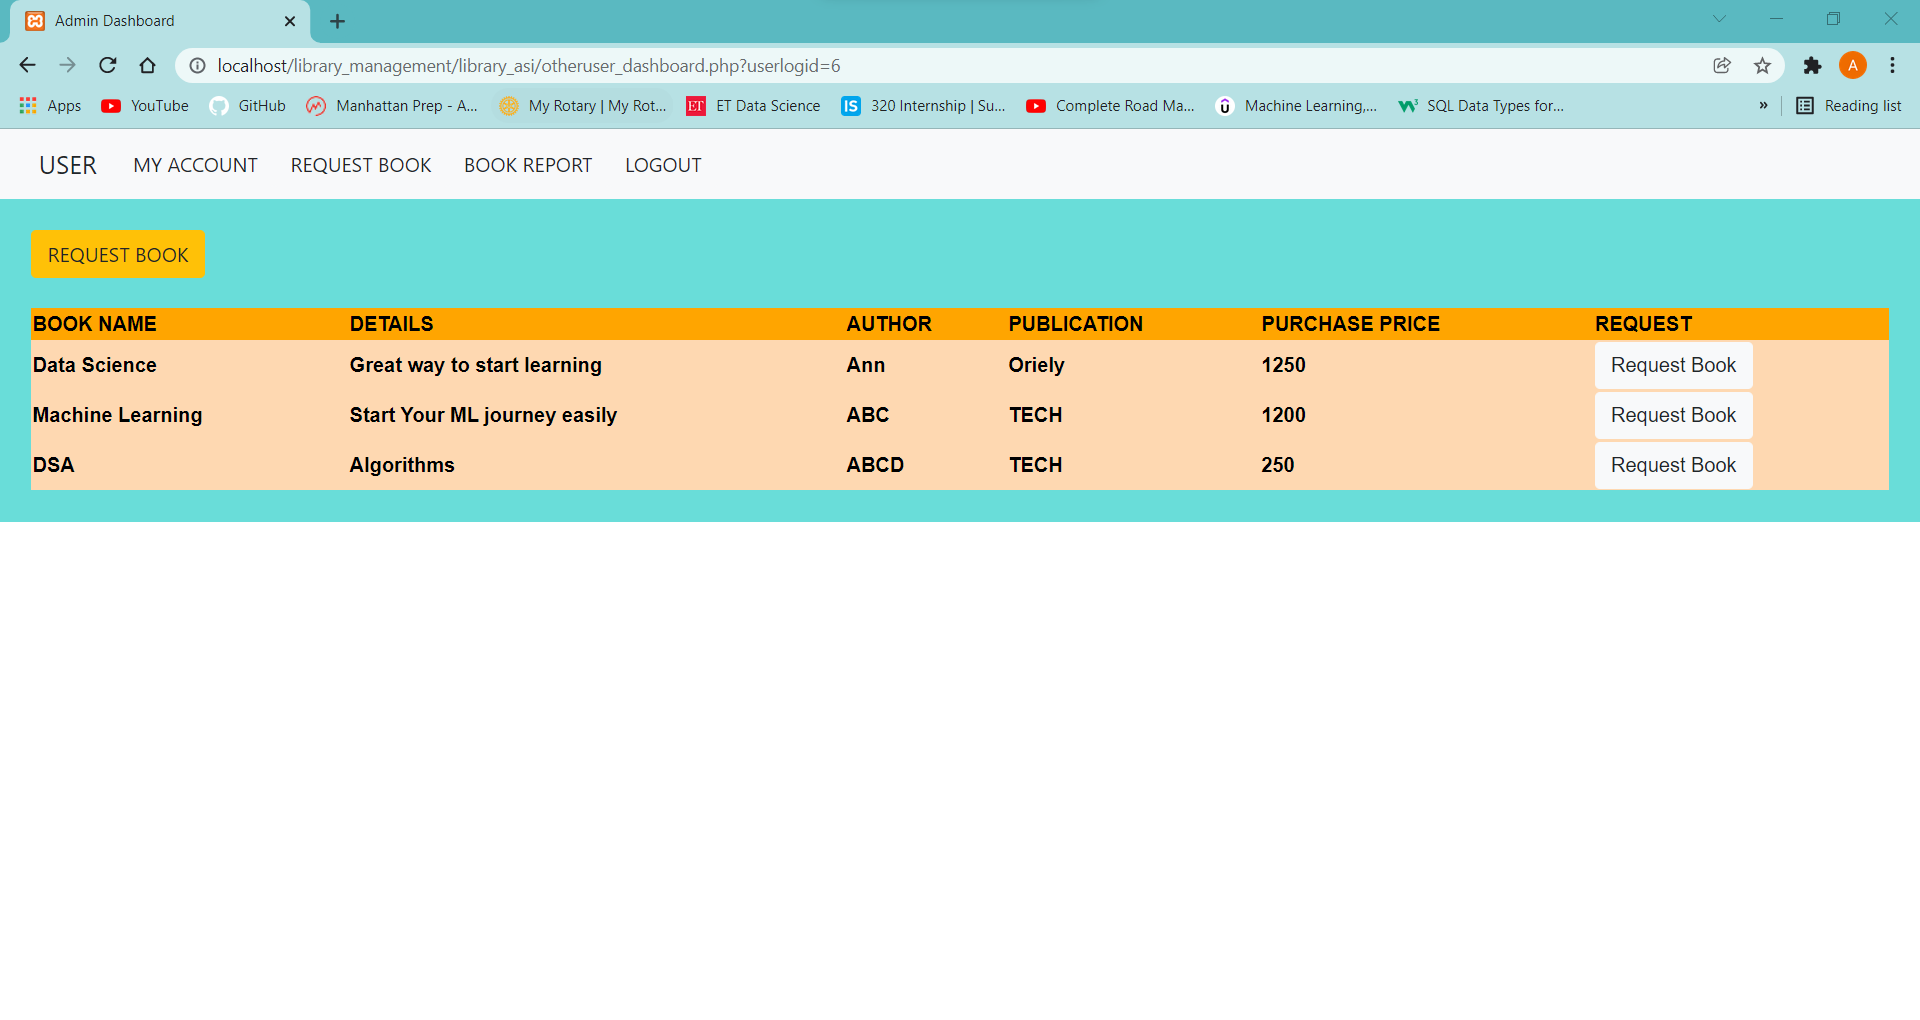 Admin Dashboard
localhost/library_management/library_asi/otheruser_dashboard.php?userlogid=6
A
Apps YouTube GitHub Manhattan Prep - A... My Rotary | My Rot... ET ET Data Science IS 320 Internship | Su... Complete Road Ma... Machine Learning,... SQL Data Types for... » Reading list
USER MY ACCOUNT REQUEST BOOK BOOK REPORT LOGOUT
REQUEST BOOK
BOOK NAME DETAILS AUTHOR PUBLICATION PURCHASE PRICE REQUEST
Data Science Great way to start learning Ann Oriely 1250 Request Book
Machine Learning Start Your ML journey easily ABC TECH 1200 Request Book
DSA Algorithms ABCD TECH 250 Request Book